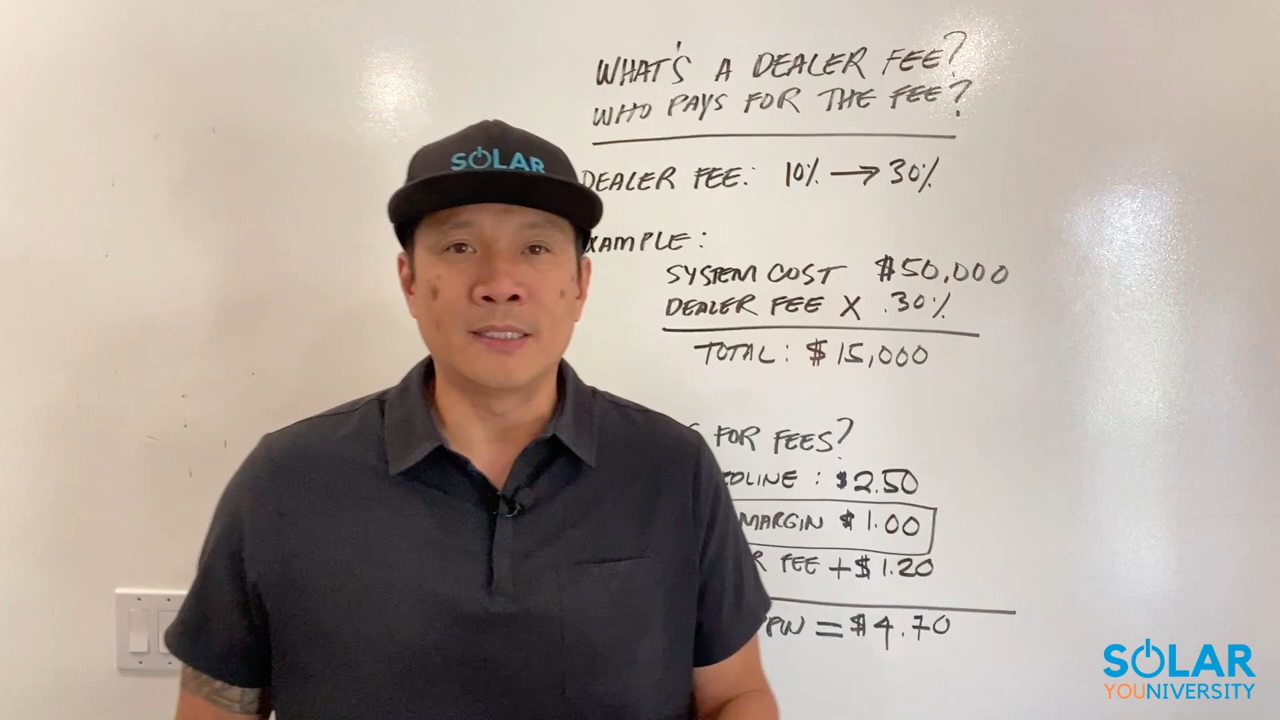 WHAT'S A DEALER FEE?
WHO PAYS FOR THE FEE?
SOLAR
DEALER FEE: 10% → 30%
XAMPLE:
SYSTEM COST $50,000
DEALER FEE X .30%
TOTAL: $15,000
FOR FEES?
EDLINE: $2.50
MARGIN $1.00
R FEE +$1.20
PPW = $4.70
SOLAR
YOUNIVERSITY